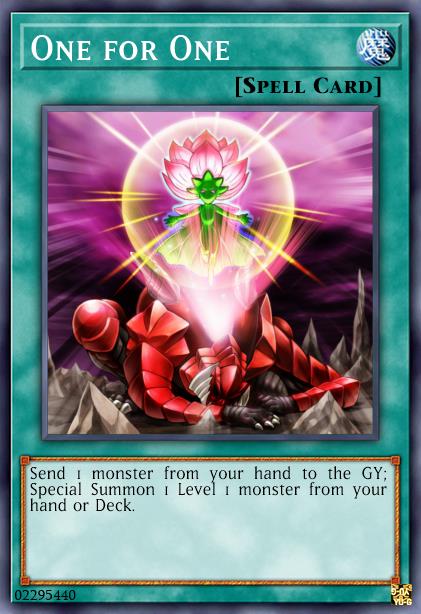 One for One
魔
[Spell Card]
Send 1 monster from your hand to the GY;
Special Summon 1 Level 1 monster from your
hand or Deck.
02295440